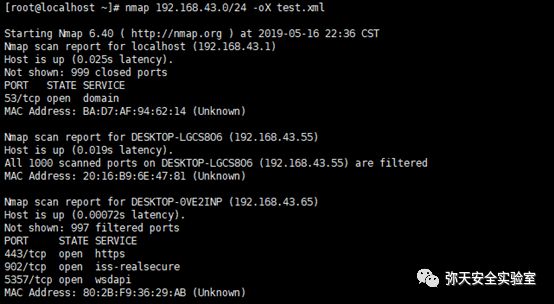 [root@localhost ~]# nmap 192.168.43.0/24 -oX test.xml
Starting Nmap 6.40 ( http://nmap.org ) at 2019-05-16 22:36 CST
Nmap scan report for localhost (192.168.43.1)
Host is up (0.025s latency).
Not shown: 999 closed ports
PORT   STATE SERVICE
53/tcp open  domain
MAC Address: BA:D7:AF:94:62:14 (Unknown)
Nmap scan report for DESKTOP-LGCS8O6 (192.168.43.55)
Host is up (0.019s latency).
All 1000 scanned ports on DESKTOP-LGCS8O6 (192.168.43.55) are filtered
MAC Address: 20:16:B9:6E:47:81 (Unknown)
Nmap scan report for DESKTOP-0VE2INP (192.168.43.65)
Host is up (0.00072s latency).
Not shown: 997 filtered ports
PORT     STATE SERVICE
443/tcp  open  https
902/tcp  open  iss-realsecure
5357/tcp open  wsdapi
MAC Address: 80:2B:F9:36:29:AB (Unknown)
弥天安全实验室